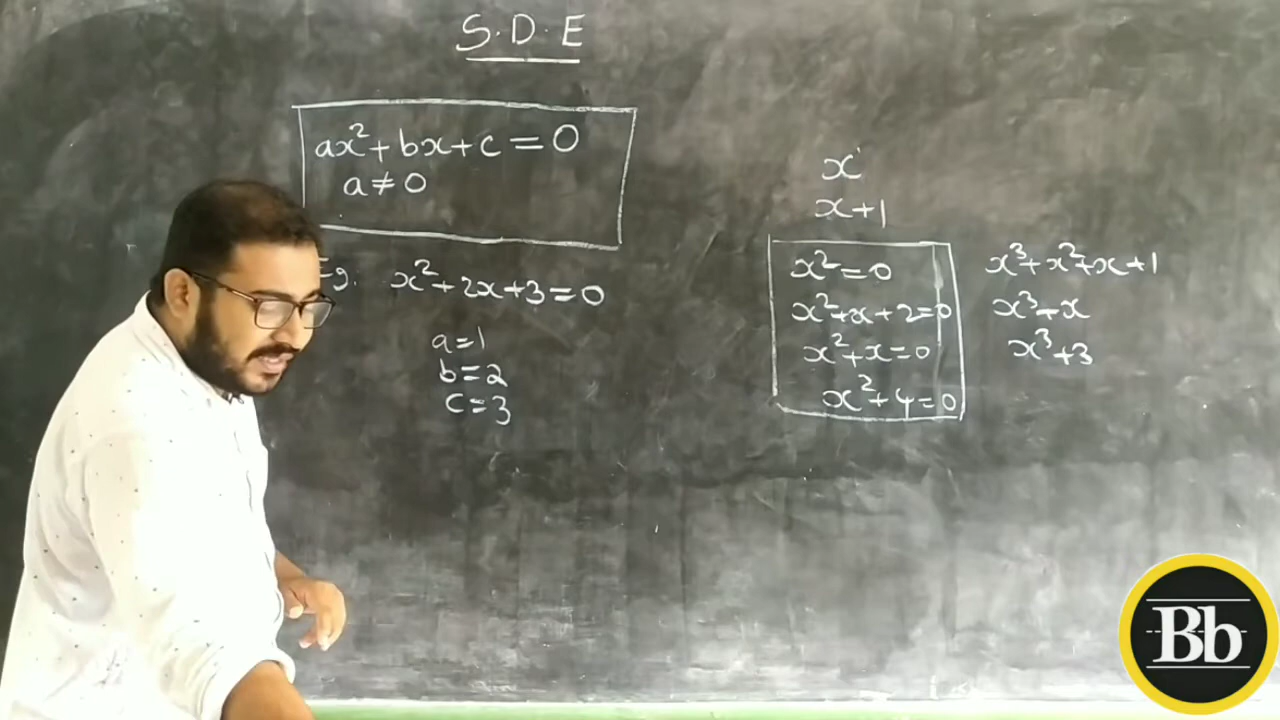 S.D.E
ax²+bx+c=0
a≠0
Eg. x²+2x+3=0
a=1
b=2
c=3
x
x+1
x²=0
x²+x+2=0
x²+x=0
x²+4=0
x³+x²+x+1
x³+x
x³+3
Bb